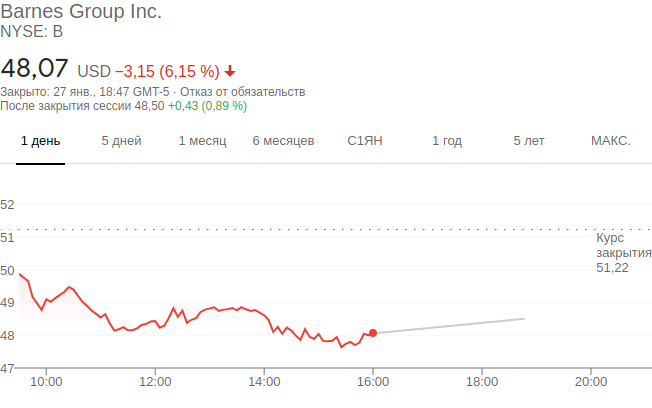 Barnes Group Inc.
NYSE: B
48,07 USD −3,15 (6,15 %)
Закрыто: 27 янв., 18:47 GMT-5 · Отказ от обязательств
После закрытия сессии 48,50 +0,43 (0,89 %)
1 день 5 дней 1 месяц 6 месяцев С1ЯН 1 год 5 лет МАКС.
52
51
50
49
48
47
Курс
закрытия
51,22
10:00 12:00 14:00 16:00 18:00 20:00